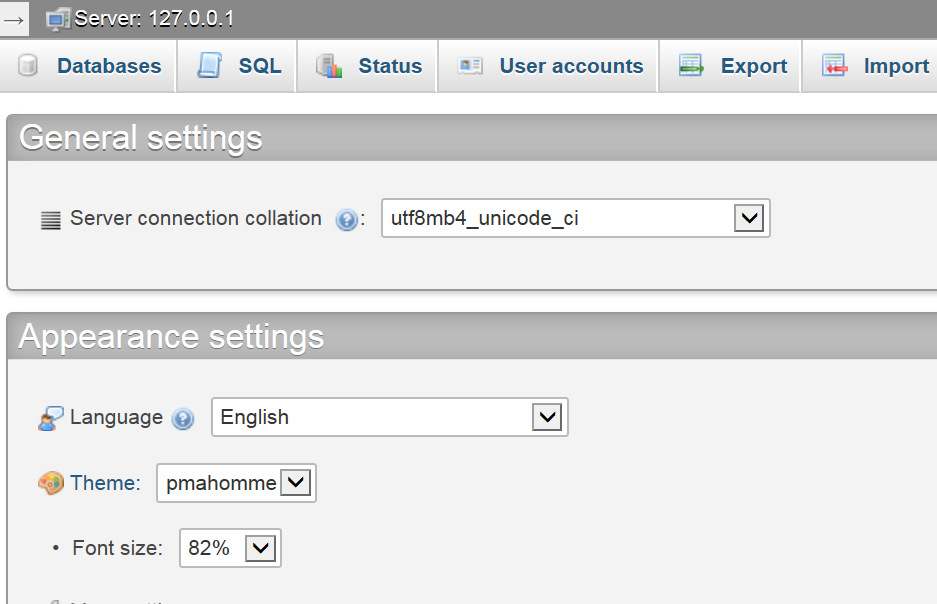 → Server: 127.0.0.1
Databases SQL Status User accounts Export Import
General settings
Server connection collation ? : utf8mb4_unicode_ci
Appearance settings
Language ? English
Theme: pmahomme
• Font size: 82%